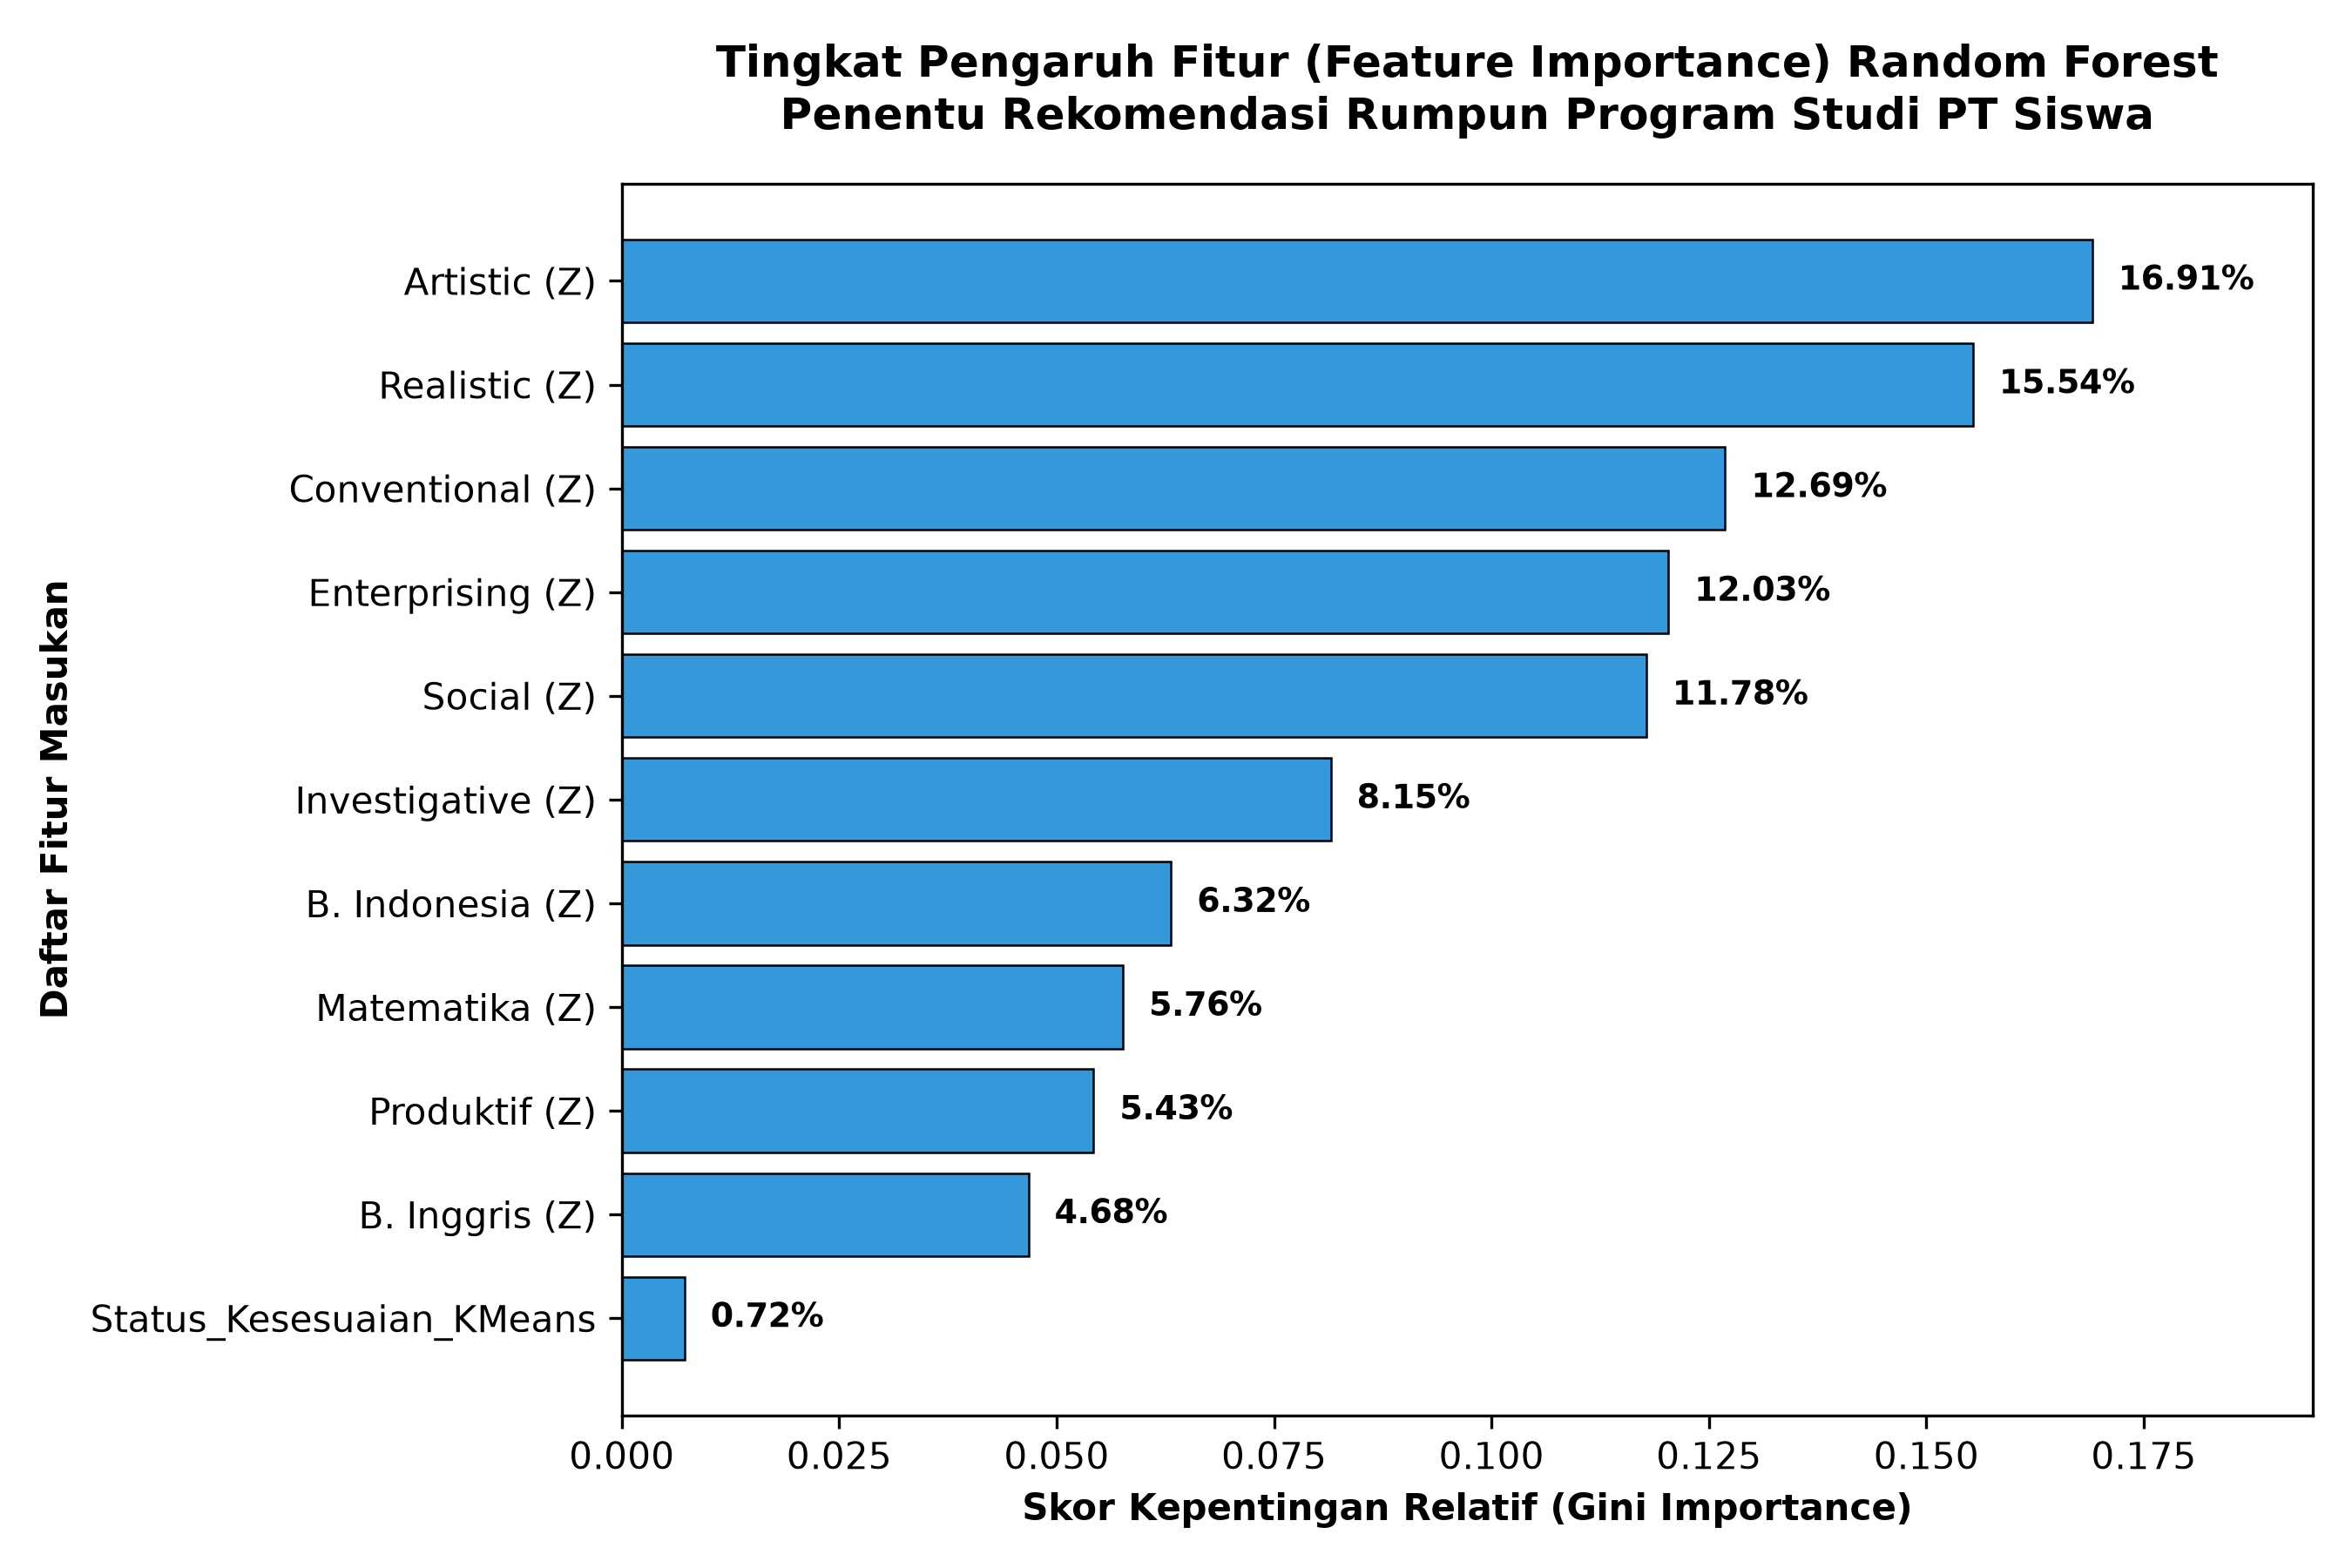 Tingkat Pengaruh Fitur (Feature Importance) Random Forest
Penentu Rekomendasi Rumpun Program Studi PT Siswa
Daftar Fitur Masukan
Artistic (Z) 16.91%
Realistic (Z) 15.54%
Conventional (Z) 12.69%
Enterprising (Z) 12.03%
Social (Z) 11.78%
Investigative (Z) 8.15%
B. Indonesia (Z) 6.32%
Matematika (Z) 5.76%
Produktif (Z) 5.43%
B. Inggris (Z) 4.68%
Status_Kesesuaian_KMeans 0.72%
0.000 0.025 0.050 0.075 0.100 0.125 0.150 0.175
Skor Kepentingan Relatif (Gini Importance)